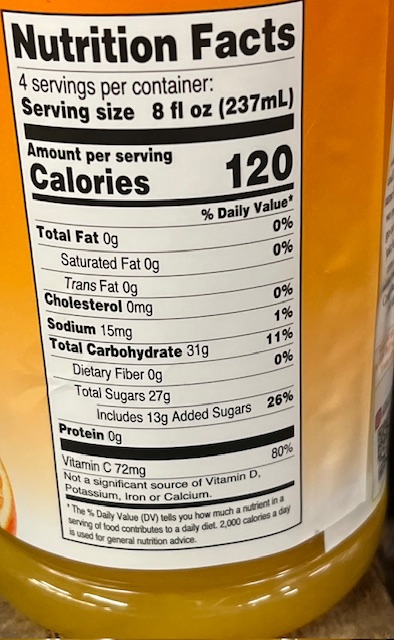 Nutrition Facts
4 servings per container:
Serving size 8 fl oz (237mL)
Amount per serving
Calories 120
% Daily Value*
Total Fat 0g 0%
Saturated Fat 0g 0%
Trans Fat 0g
Cholesterol 0mg 0%
Sodium 15mg 1%
Total Carbohydrate 31g 11%
Dietary Fiber 0g 0%
Total Sugars 27g
Includes 13g Added Sugars 26%
Protein 0g
Vitamin C 72mg 80%
Not a significant source of Vitamin D,
Potassium, Iron or Calcium.
*The % Daily Value (DV) tells you how much a nutrient in a
serving of food contributes to a daily diet. 2,000 calories a day
is used for general nutrition advice.